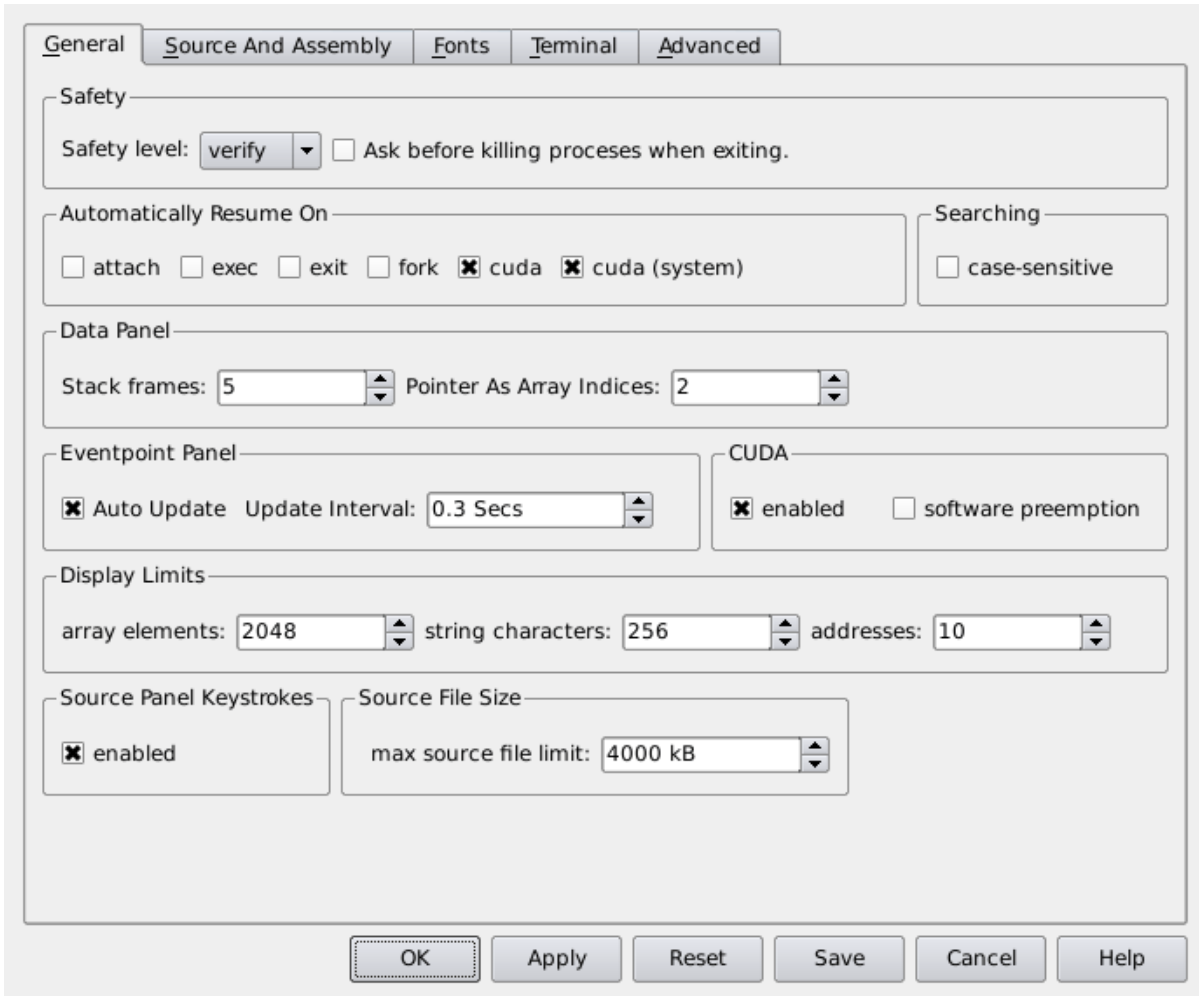 General Source And Assembly Fonts Terminal Advanced
Safety
Safety level: verify Ask before killing proceses when exiting.
Automatically Resume On Searching
attach exec exit fork cuda cuda (system) case-sensitive
Data Panel
Stack frames: 5 Pointer As Array Indices: 2
Eventpoint Panel CUDA
Auto Update Update Interval: 0.3 Secs enabled software preemption
Display Limits
array elements: 2048 string characters: 256 addresses: 10
Source Panel Keystrokes Source File Size
enabled max source file limit: 4000 kB
OK Apply Reset Save Cancel Help